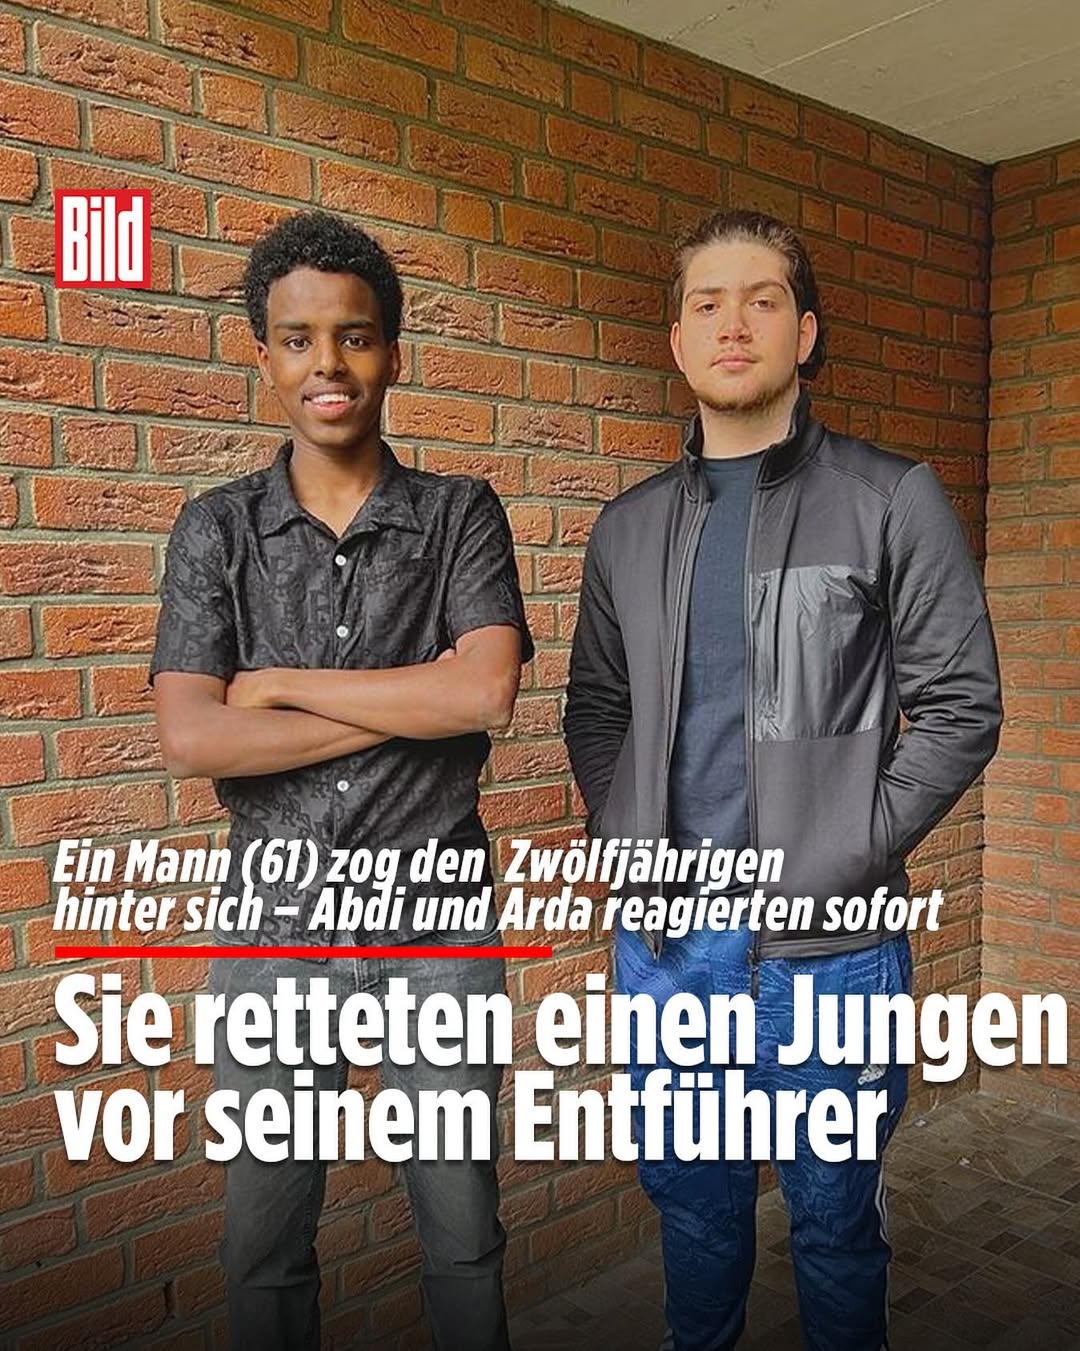 Bild
Ein Mann (61) zog den Zwölfjährigen
hinter sich – Abdi und Arda reagierten sofort
Sie retteten einen Jungen
vor seinem Entführer
adidas